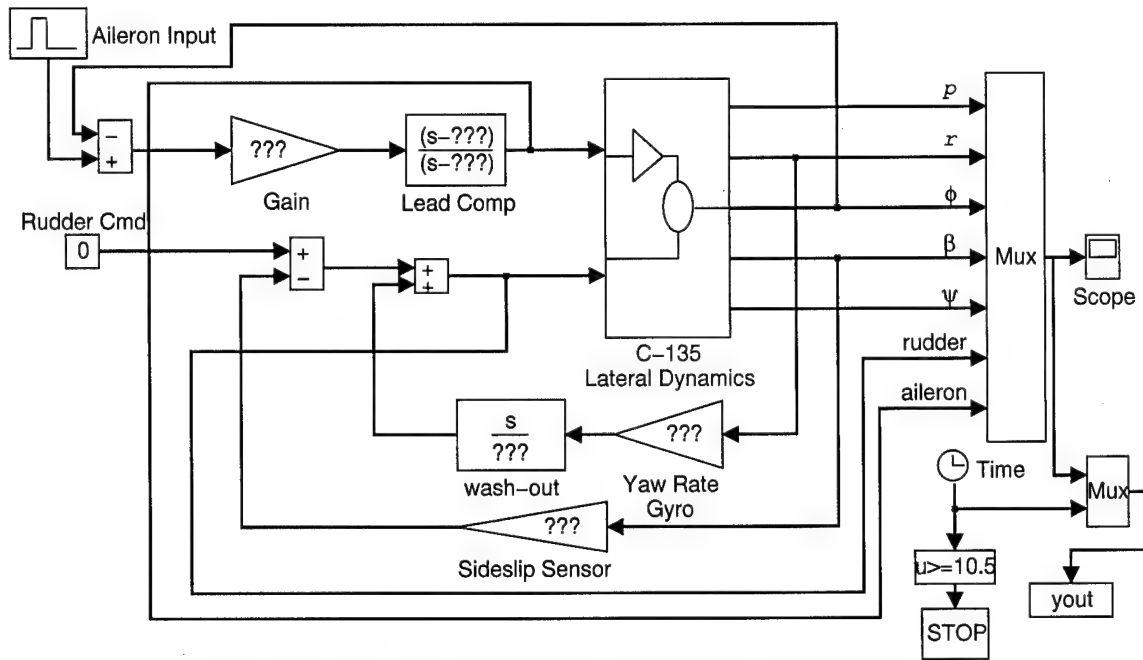 Aileron Input
p
−
+
???
(s−???)
(s−???)
r
Gain
Lead Comp
ϕ
Rudder Cmd
0
+
−
+
+
β
Mux
Scope
ψ
C−135
Lateral Dynamics
rudder
aileron
s
???
???
wash−out
Yaw Rate
Gyro
Time
Mux
???
Sideslip Sensor
u>=10.5
yout
STOP